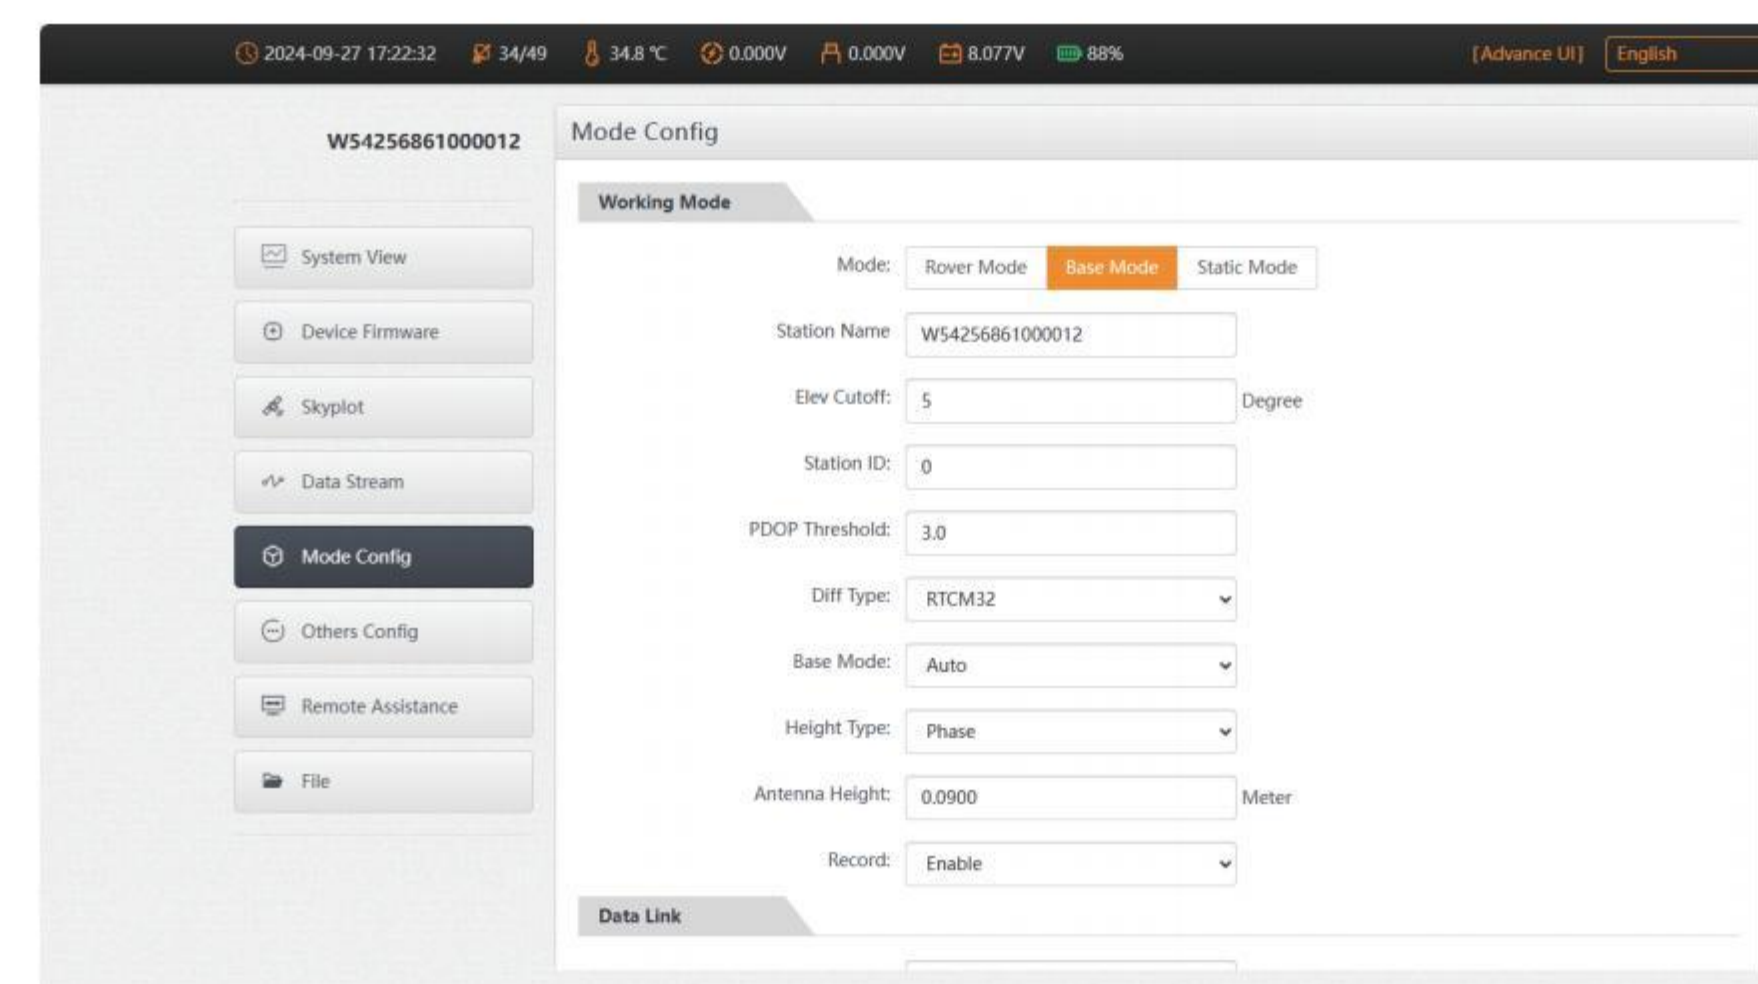 2024-09-27 17:22:32 34/49 34.8 ℃ 0.000V 0.000V 8.077V 88% [Advance UI] English
W54256861000012
System View
Device Firmware
Skyplot
Data Stream
Mode Config
Others Config
Remote Assistance
File
Mode Config
Working Mode
Mode: Rover Mode Base Mode Static Mode
Station Name W54256861000012
Elev Cutoff: 5 Degree
Station ID: 0
PDOP Threshold: 3.0
Diff Type: RTCM32
Base Mode: Auto
Height Type: Phase
Antenna Height: 0.0900 Meter
Record: Enable
Data Link